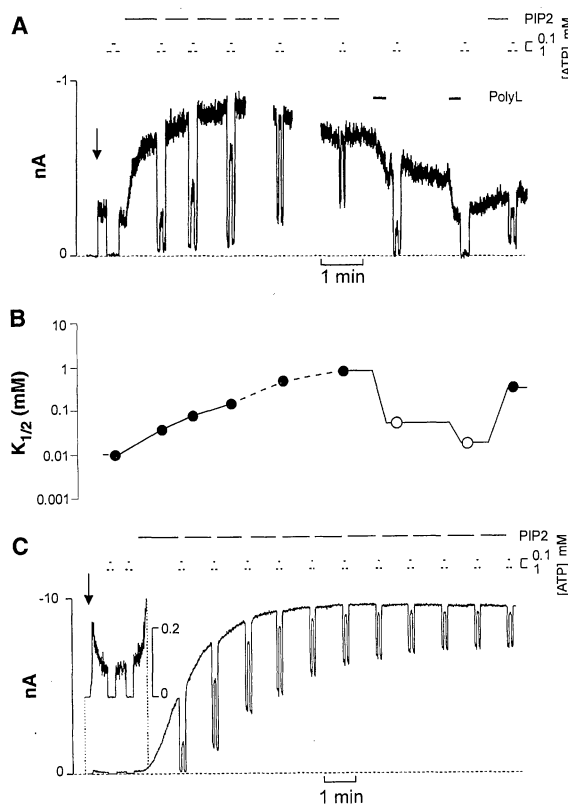 A
PIP2
0.1
1
[ATP] mM
-1
PolyL
nA
0
1 min
B
10
1
0.1
0.01
0.001
K1/2 (mM)
C
PIP2
0.1
1
[ATP] mM
-10
0.2
0
nA
0
1 min